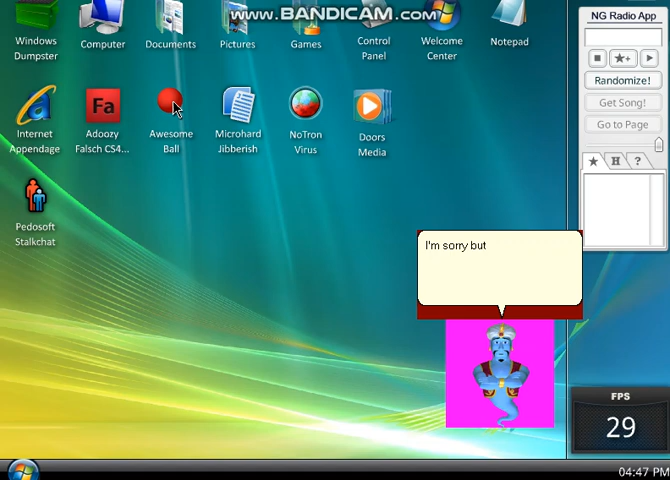 www.BANDICAM.com
NG Radio App
Windows
Dumpster
Computer
Documents
Pictures
Games
Control
Panel
Welcome
Center
Notepad
Randomize!
Get Song!
Go to Page
H
?
Internet
Appendage
Fa
Adoozy
Falsch CS4...
Awesome
Ball
Microhard
Jibberish
NoTron
Virus
Doors
Media
Pedosoft
Stalkchat
I'm sorry but
FPS
29
04:47 PM